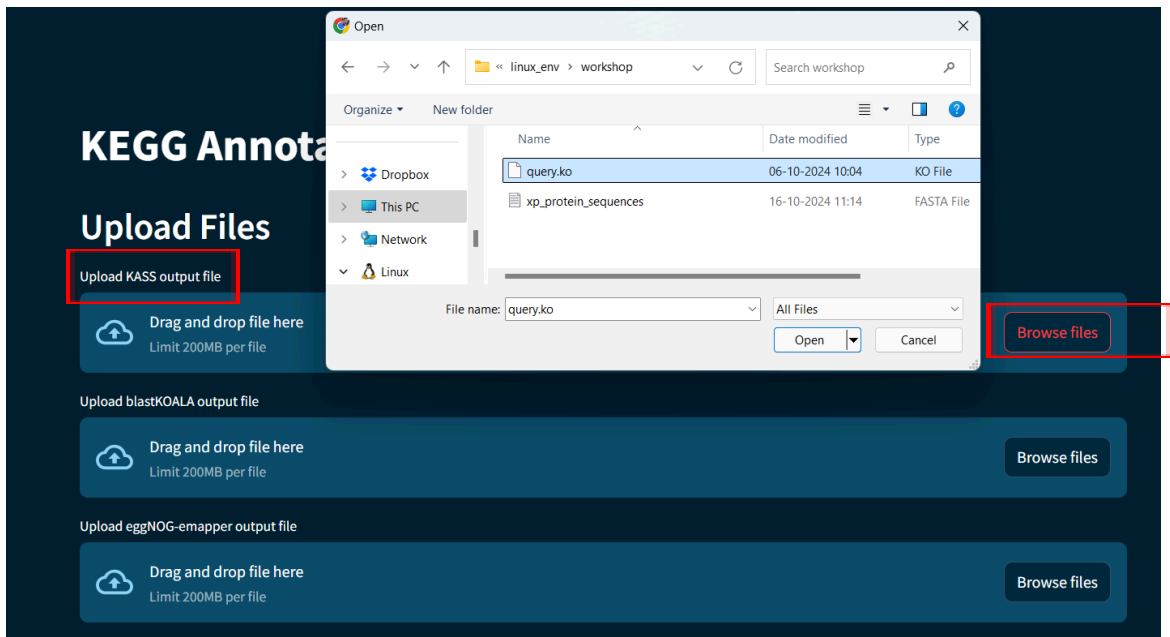 Open
« linux_env > workshop
Search workshop
Organize
New folder
Name
Date modified
Type
Dropbox
query.ko
06-10-2024 10:04
KO File
This PC
xp_protein_sequences
16-10-2024 11:14
FASTA File
Network
Linux
File name:
query.ko
All Files
Open
Cancel
KEGG Annota
Upload Files
Upload KASS output file
Drag and drop file here
Limit 200MB per file
Browse files
Upload blastKOALA output file
Drag and drop file here
Limit 200MB per file
Browse files
Upload eggNOG-emapper output file
Drag and drop file here
Limit 200MB per file
Browse files